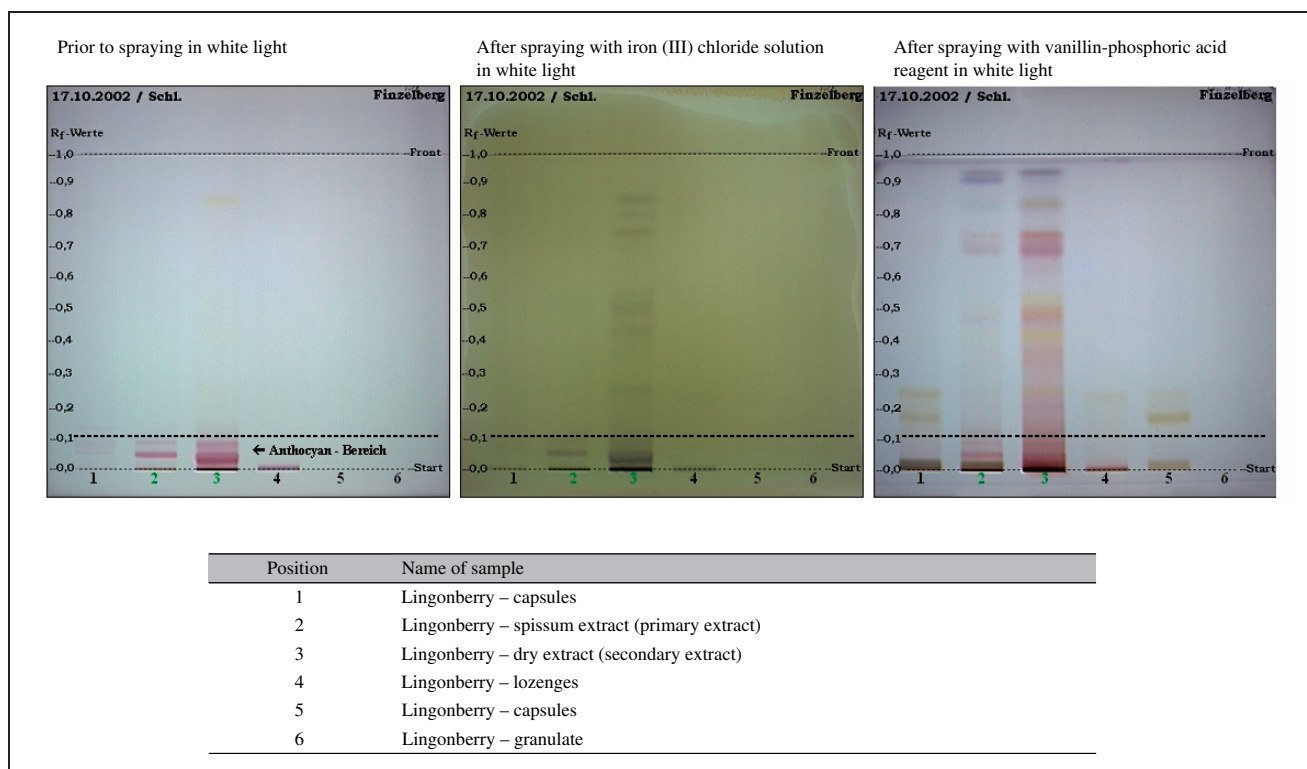 Prior to spraying in white light
After spraying with iron (III) chloride solution
in white light
After spraying with vanillin-phosphoric acid
reagent in white light
17.10.2002 / Schl.
Finzelberg
Rf-Werte
--1,0
Front
--0,9
--0,8
--0,7
--0,6
--0,5
--0,4
--0,3
--0,2
--0,1
← Anthocyan - Bereich
--0,0
Start
1 2 3 4 5 6
17.10.2002 / Schl.
Finzelberg
Rf-Werte
--1,0
Front
--0,9
--0,8
--0,7
--0,6
--0,5
--0,4
--0,3
--0,2
--0,1
--0,0
Start
1 2 3 4 5 6
17.10.2002 / Schl.
Finzelberg
Rf-Werte
--1,0
Front
--0,9
--0,8
--0,7
--0,6
--0,5
--0,4
--0,3
--0,2
--0,1
--0,0
Start
1 2 3 4 5 6
Position Name of sample
1 Lingonberry – capsules
2 Lingonberry – spissum extract (primary extract)
3 Lingonberry – dry extract (secondary extract)
4 Lingonberry – lozenges
5 Lingonberry – capsules
6 Lingonberry – granulate